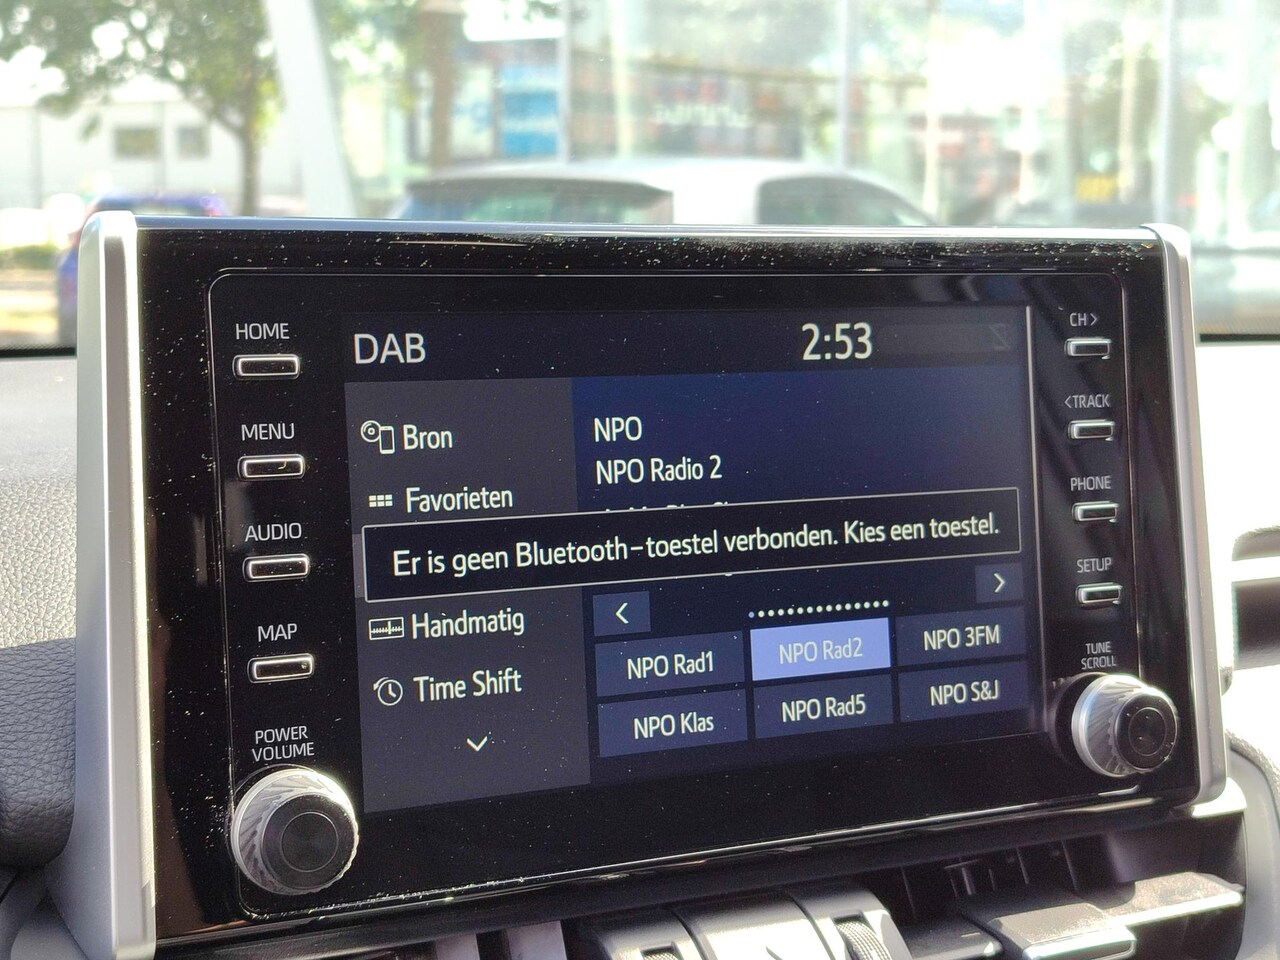 HOME
MENU
AUDIO
MAP
POWER
VOLUME
DAB
2:53
Bron
Favorieten
NPO
NPO Radio 2
Er is geen Bluetooth-toestel verbonden. Kies een toestel.
Handmatig
Time Shift
NPO Rad1
NPO Rad2
NPO 3FM
NPO Klas
NPO Rad5
NPO S&J
CH>
<TRACK
PHONE
SETUP
TUNE
SCROLL